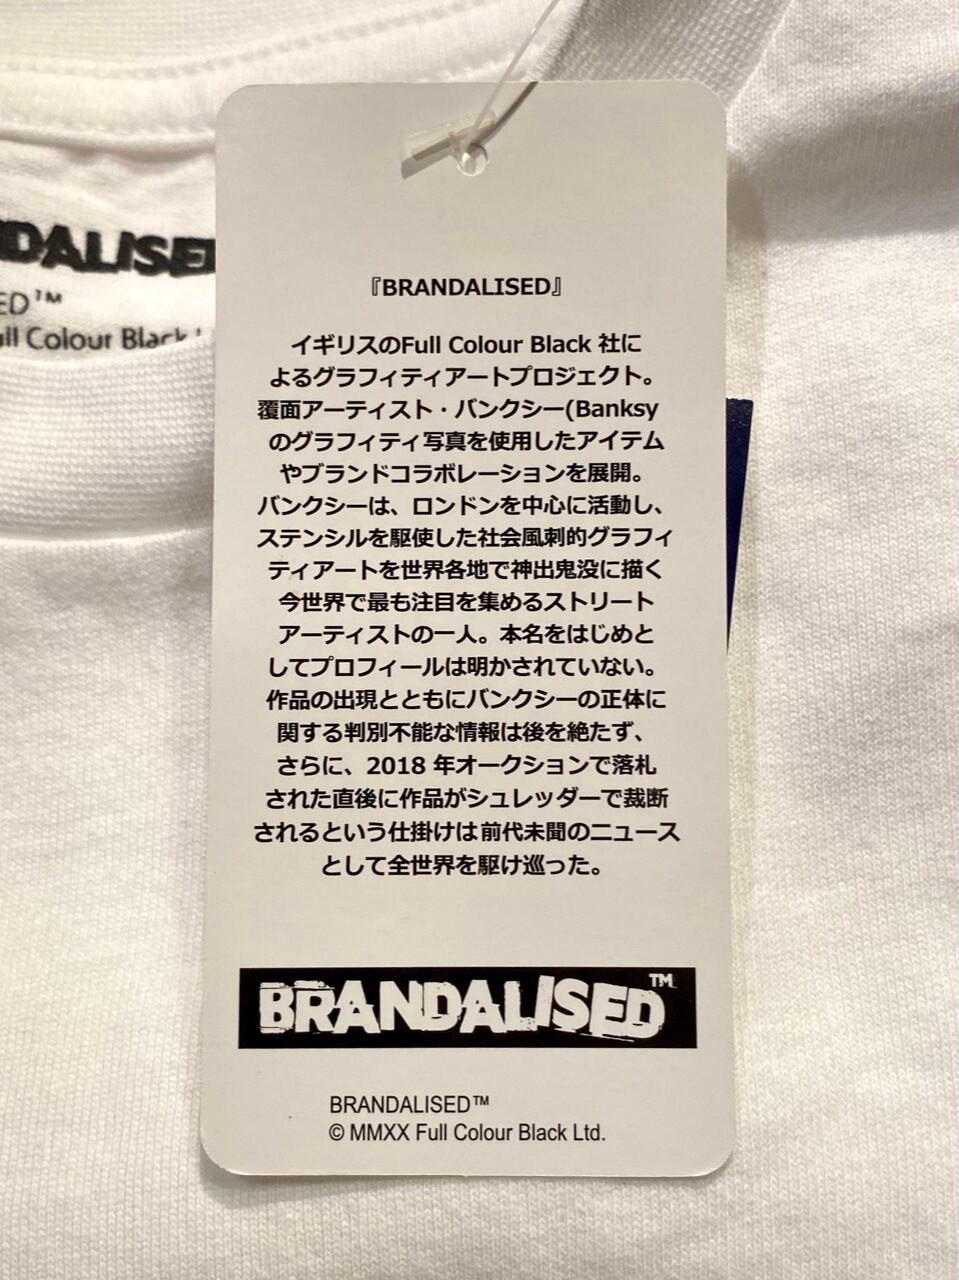 NDALISED
ED™
ull Colour Black
『BRANDALISED』
イギリスのFull Colour Black 社に
よるグラフィティアートプロジェクト。
覆面アーティスト・バンクシー(Banksy
のグラフィティ写真を使用したアイテム
やブランドコラボレーションを展開。
バンクシーは、ロンドンを中心に活動し、
ステンシルを駆使した社会風刺的グラフィ
ティアートを世界各地で神出鬼没に描く
今世界で最も注目を集めるストリート
アーティストの一人。本名をはじめと
してプロフィールは明かされていない。
作品の出現とともにバンクシーの正体に
関する判別不能な情報は後を絶たず、
さらに、2018 年オークションで落札
された直後に作品がシュレッダーで裁断
されるという仕掛けは前代未聞のニュース
として全世界を駆け巡った。
BRANDALISED™
BRANDALISED™
© MMXX Full Colour Black Ltd.